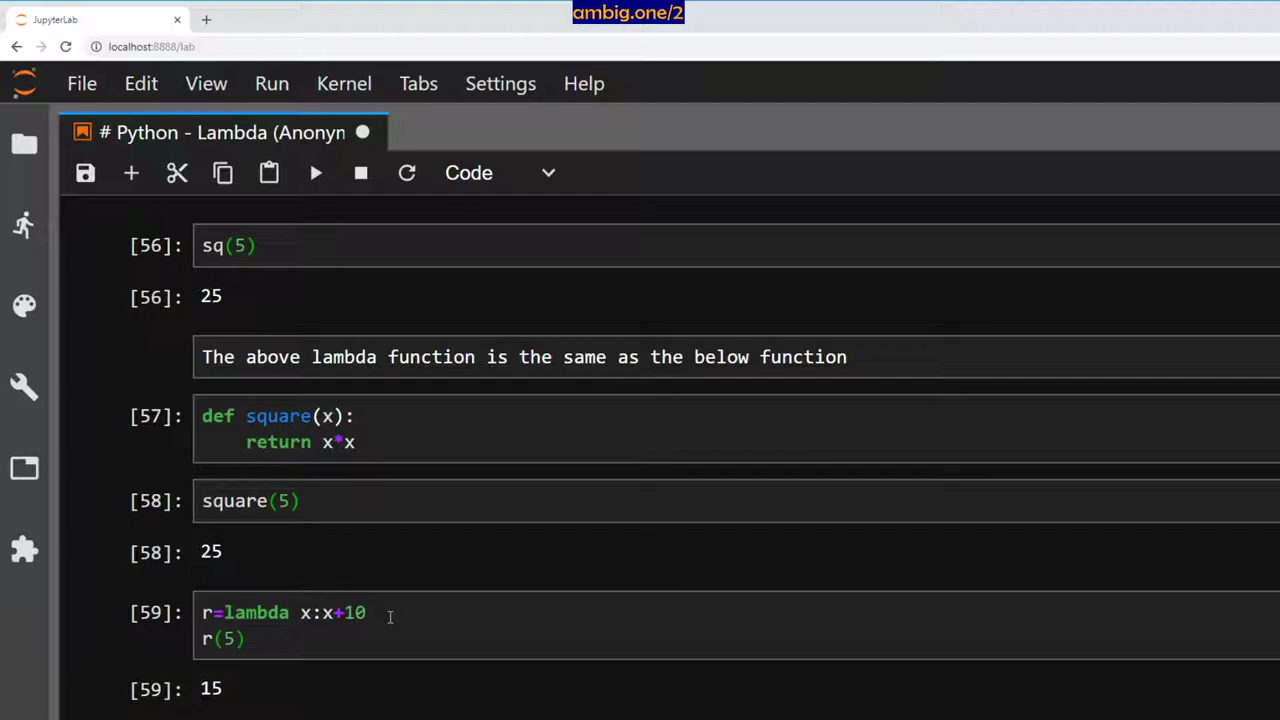 ambig.one/2
JupyterLab
localhost:8888/lab
File Edit View Run Kernel Tabs Settings Help
# Python - Lambda (Anonyn
Code
[56]: sq(5)
[56]: 25
The above lambda function is the same as the below function
[57]: def square(x):
return x*x
[58]: square(5)
[58]: 25
[59]: r=lambda x:x+10
r(5)
[59]: 15